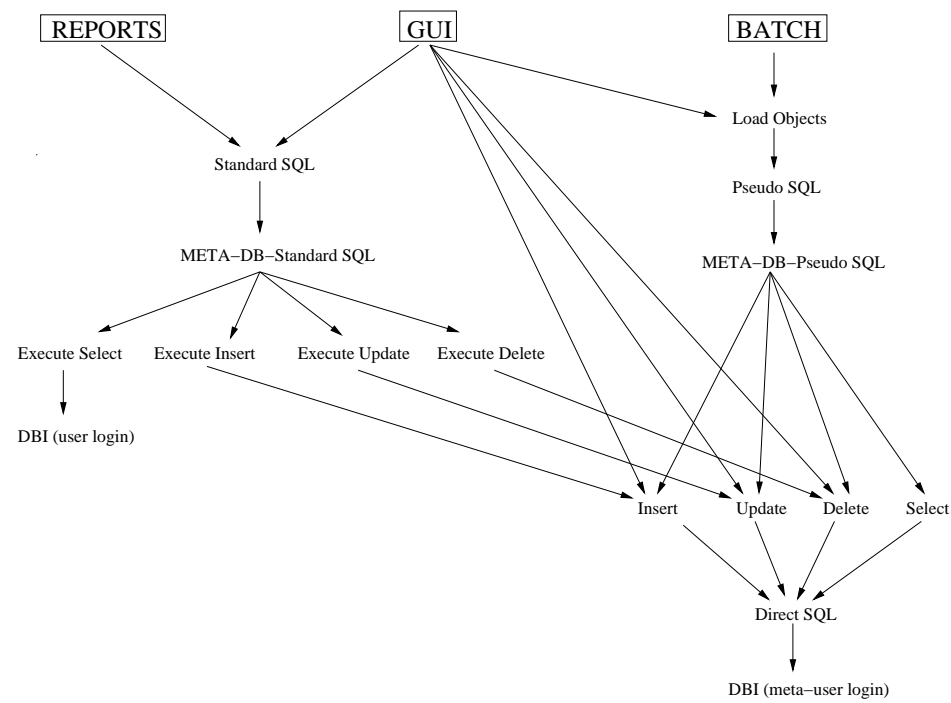 REPORTS
GUI
BATCH
Load Objects
Standard SQL
Pseudo SQL
META−DB−Standard SQL
META−DB−Pseudo SQL
Execute Select
Execute Insert
Execute Update
Execute Delete
DBI (user login)
Insert
Update
Delete
Select
Direct SQL
DBI (meta−user login)